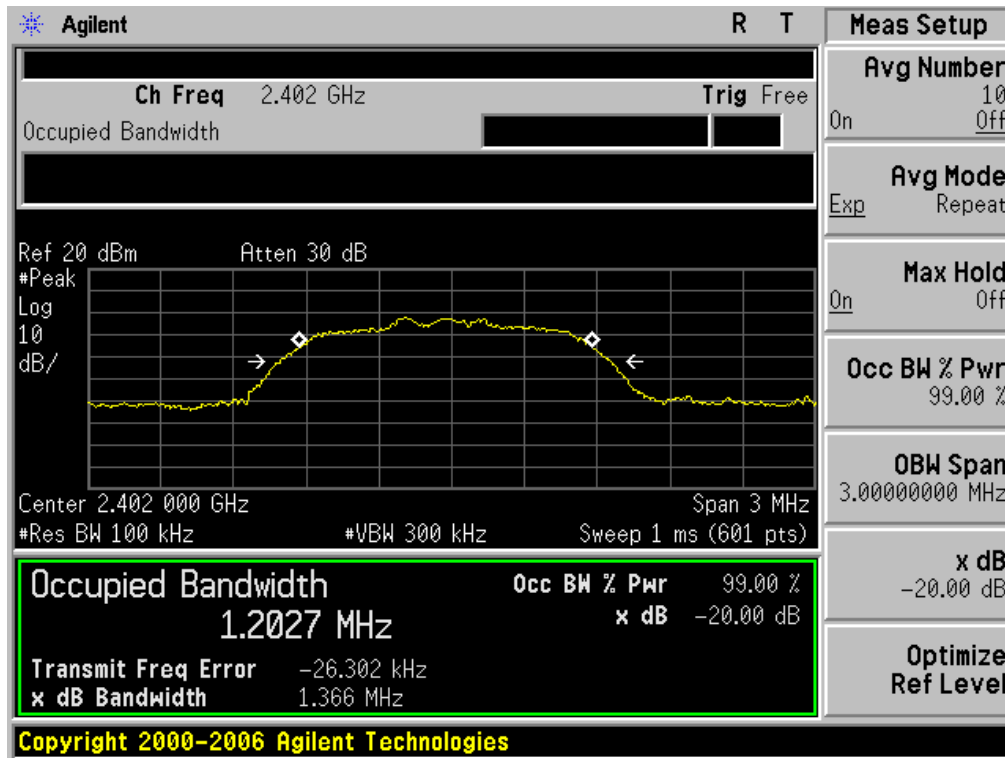 Agilent R T
Ch Freq 2.402 GHz Trig Free
Occupied Bandwidth
Ref 20 dBm Atten 30 dB
#Peak
Log
10
dB/
Center 2.402 000 GHz Span 3 MHz
#Res BW 100 kHz #VBW 300 kHz Sweep 1 ms (601 pts)
Occupied Bandwidth
1.2027 MHz
Occ BW % Pwr 99.00 %
x dB -20.00 dB
Transmit Freq Error -26.302 kHz
x dB Bandwidth 1.366 MHz
Copyright 2000-2006 Agilent Technologies
Meas Setup
Avg Number
10
On Off
Avg Mode
Exp Repeat
Max Hold
On Off
Occ BW % Pwr
99.00 %
OBW Span
3.00000000 MHz
x dB
-20.00 dB
Optimize
Ref Level